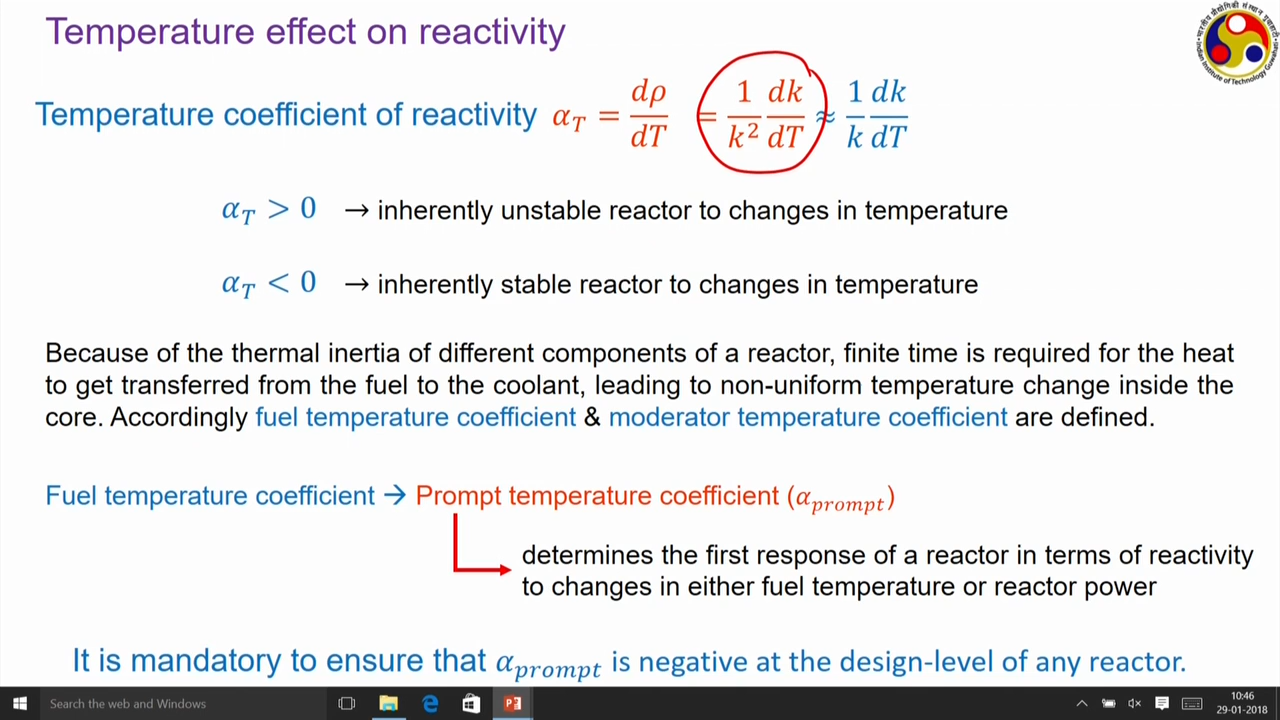 Temperature effect on reactivity
Temperature coefficient of reactivity α_T = dρ/dT = 1/k² dk/dT ≈ 1/k dk/dT
α_T > 0 → inherently unstable reactor to changes in temperature
α_T < 0 → inherently stable reactor to changes in temperature
Because of the thermal inertia of different components of a reactor, finite time is required for the heat
to get transferred from the fuel to the coolant, leading to non-uniform temperature change inside the
core. Accordingly fuel temperature coefficient & moderator temperature coefficient are defined.
Fuel temperature coefficient → Prompt temperature coefficient (α_prompt)
determines the first response of a reactor in terms of reactivity
to changes in either fuel temperature or reactor power
It is mandatory to ensure that α_prompt is negative at the design-level of any reactor.
Search the web and Windows
10:46
29-01-2018